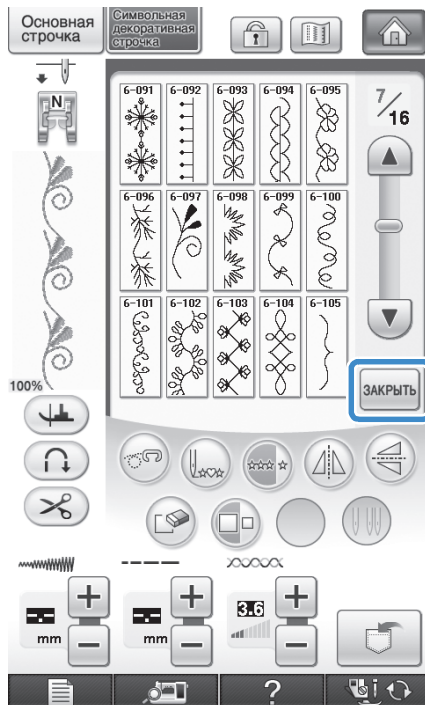 Основная
строчка
Символьная
декоративная
строчка
N
6-091 6-092 6-093 6-094 6-095
7/16
6-096 6-097 6-098 6-099 6-100
6-101 6-102 6-103 6-104 6-105
100%
ЗАКРЫТЬ
3.6
mm mm
?